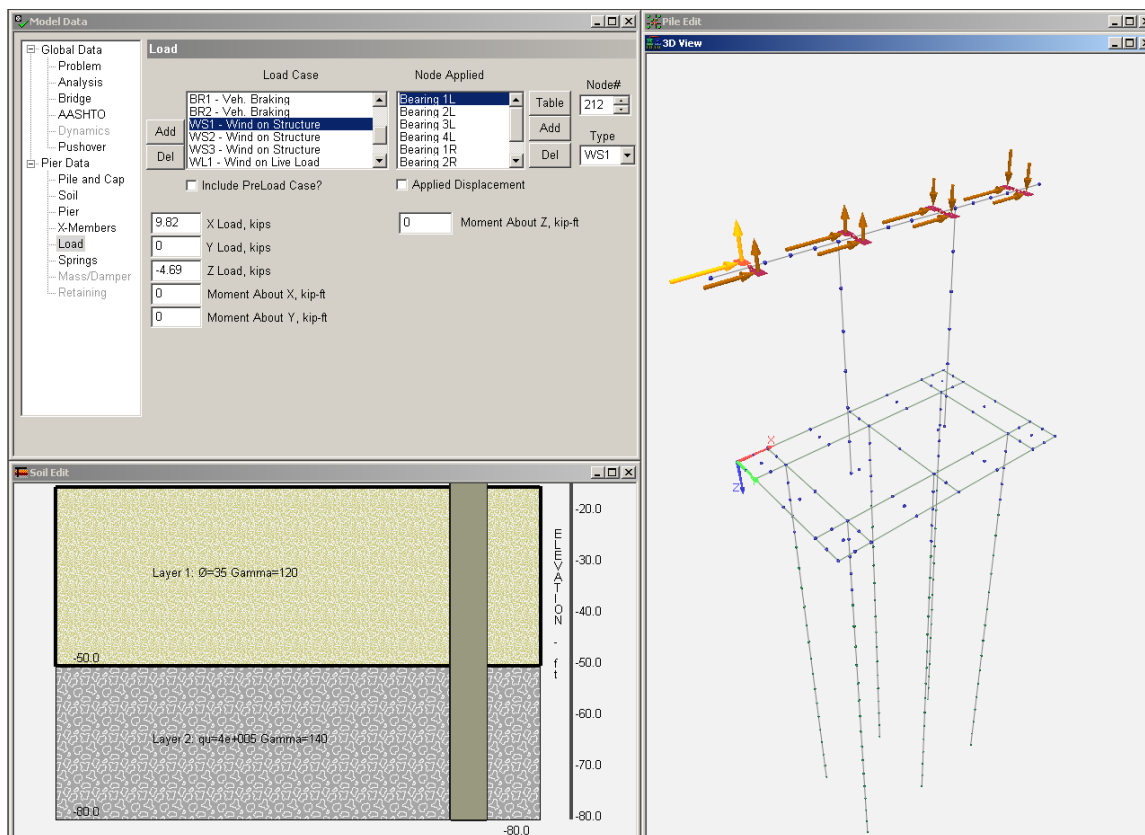 Model Data
Global Data
Problem
Analysis
Bridge
AASHTO
Dynamics
Pushover
Pier Data
Pile and Cap
Soil
Pier
X-Members
Load
Springs
Mass/Damper
Retaining
Load
Load Case
Node Applied
Node#
BR1 - Veh. Braking
BR2 - Veh. Braking
WS1 - Wind on Structure
WS2 - Wind on Structure
WS3 - Wind on Structure
WL1 - Wind on Live Load
Add
Del
Bearing 1L
Bearing 2L
Bearing 3L
Bearing 4L
Bearing 1R
Bearing 2R
Table
Add
Del
212
Type
WS1
Include PreLoad Case?
Applied Displacement
9.82 X Load, kips
0 Moment About Z, kip-ft
0 Y Load, kips
-4.69 Z Load, kips
0 Moment About X, kip-ft
0 Moment About Y, kip-ft
Soil Edit
Layer 1: Ø=35 Gamma=120
-50.0
Layer 2: qu=4e+005 Gamma=140
-80.0
-80.0
ELEVATION - ft
-20.0
-30.0
-40.0
-50.0
-60.0
-70.0
-80.0
Pile Edit
3D View
X
Z